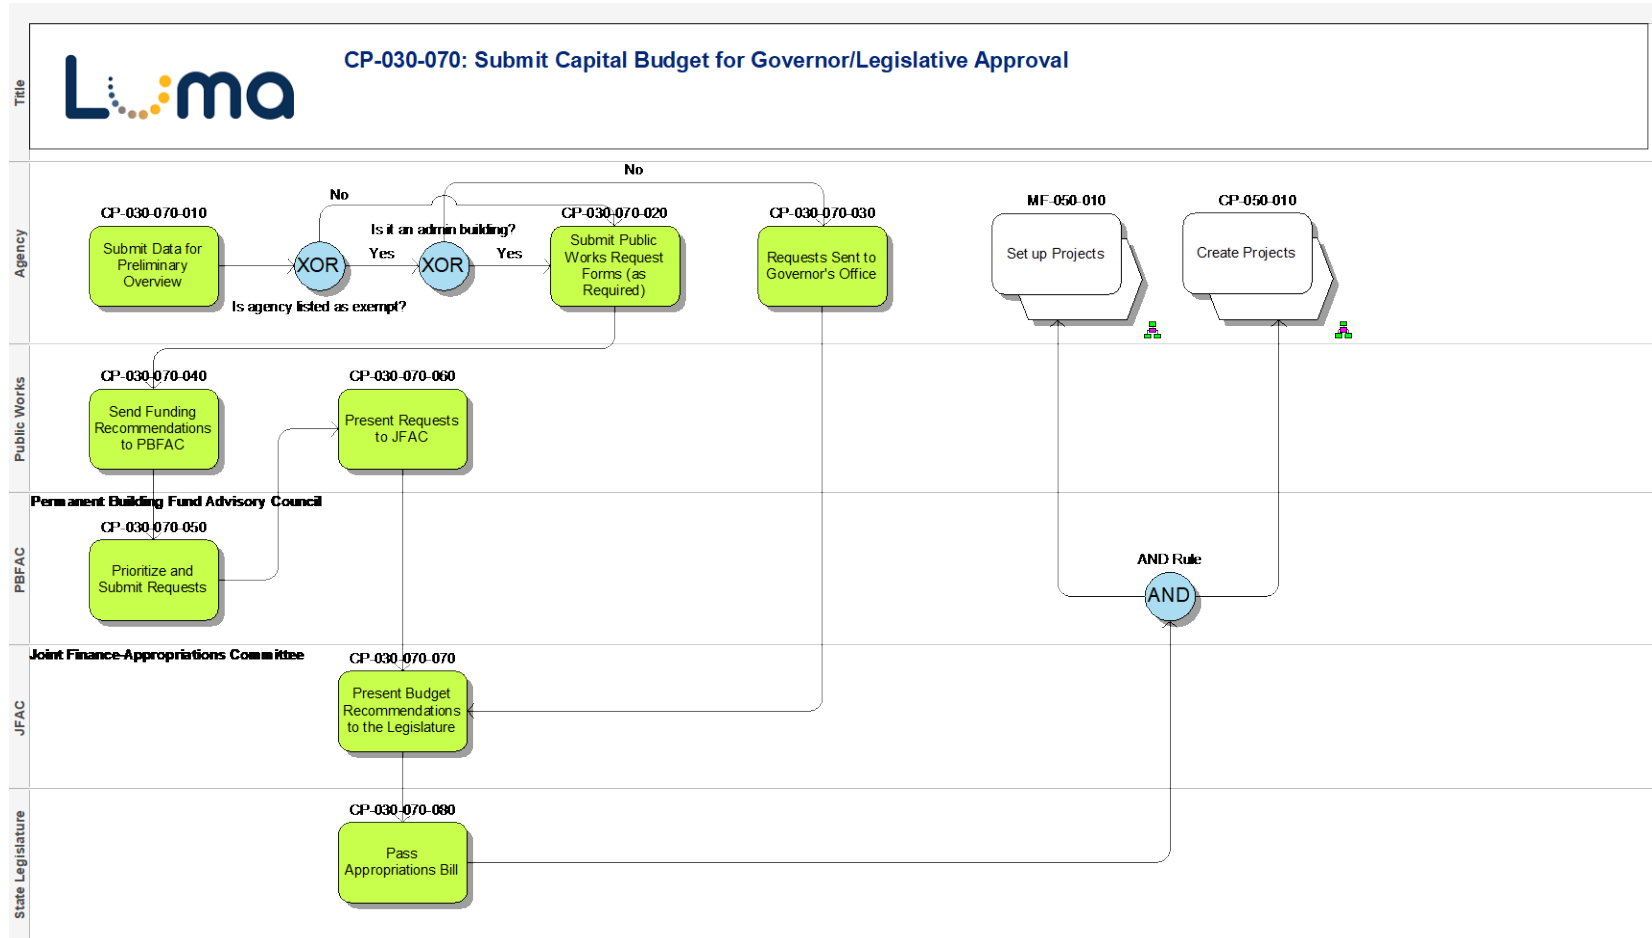 Title
Luma
CP-030-070: Submit Capital Budget for Governor/Legislative Approval
Agency
No
No
CP-030-070-010
Submit Data for
Preliminary
Overview
XOR
Is agency listed as exempt?
Yes
Is it an admin building?
XOR
Yes
CP-030-070-020
Submit Public
Works Request
Forms (as
Required)
CP-030-070-030
Requests Sent to
Governor's Office
MF-050-010
Set up Projects
CP-050-010
Create Projects
Public Works
CP-030-070-040
Send Funding
Recommendations
to PBFAC
CP-030-070-060
Present Requests
to JFAC
PBFAC
Permanent Building Fund Advisory Council
CP-030-070-050
Prioritize and
Submit Requests
AND Rule
AND
JFAC
Joint Finance-Appropriations Committee
CP-030-070-070
Present Budget
Recommendations
to the Legislature
State Legislature
CP-030-070-080
Pass
Appropriations Bill